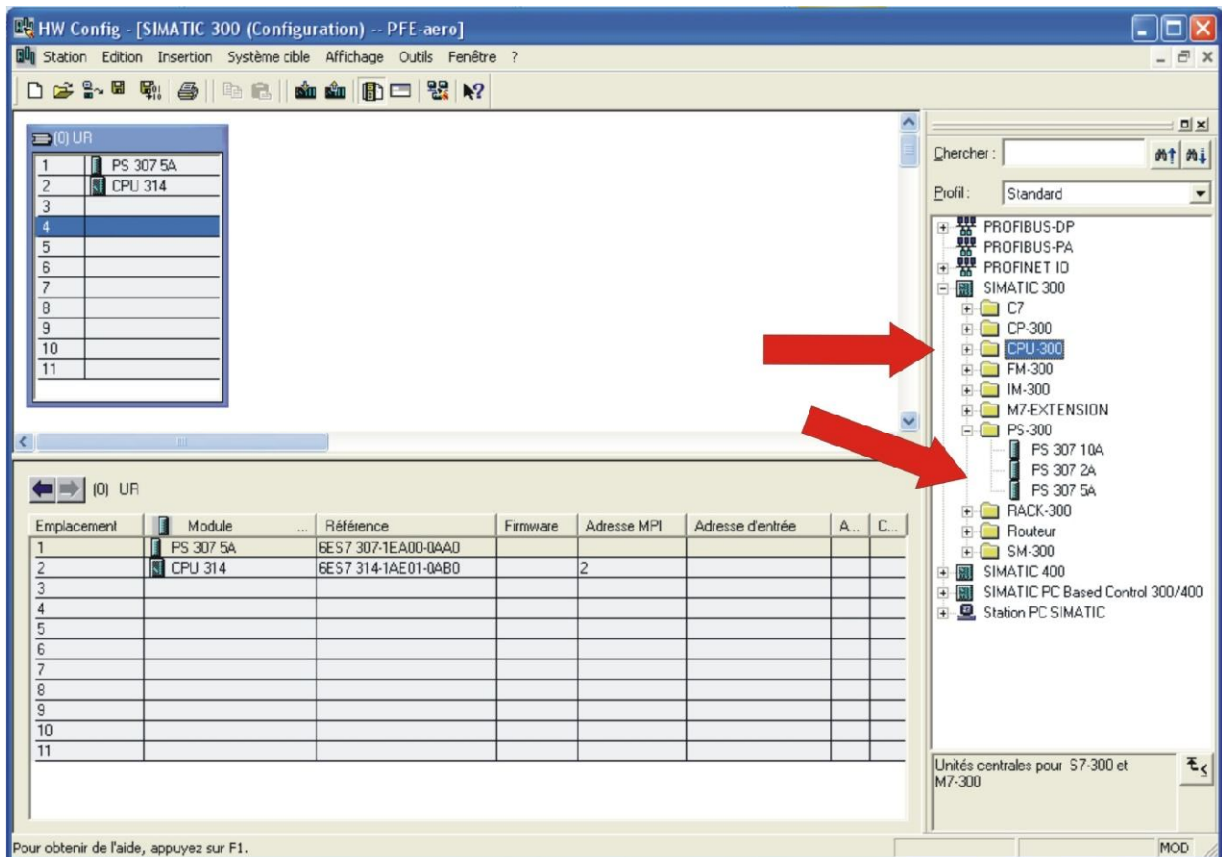 HW Config - [SIMATIC 300 (Configuration) -- PFE-aero]
Station Edition Insertion Système cible Affichage Outils Fenêtre ?
(0) UR
1 PS 307 5A
2 CPU 314
3
4
5
6
7
8
9
10
11
Chercher :
Profil : Standard
PROFIBUS-DP
PROFIBUS-PA
PROFINET IO
SIMATIC 300
C7
CP-300
CPU-300
FM-300
IM-300
M7-EXTENSION
PS-300
PS 307 10A
PS 307 2A
PS 307 5A
RACK-300
Routeur
SM-300
SIMATIC 400
SIMATIC PC Based Control 300/400
Station PC SIMATIC
Unités centrales pour S7-300 et
M7-300
(0) UR
Emplacement Module ... Référence Firmware Adresse MPI Adresse d'entrée A... C...
1 PS 307 5A 6ES7 307-1EA00-0AA0
2 CPU 314 6ES7 314-1AE01-0AB0 2
3
4
5
6
7
8
9
10
11
Pour obtenir de l'aide, appuyez sur F1.
MOD